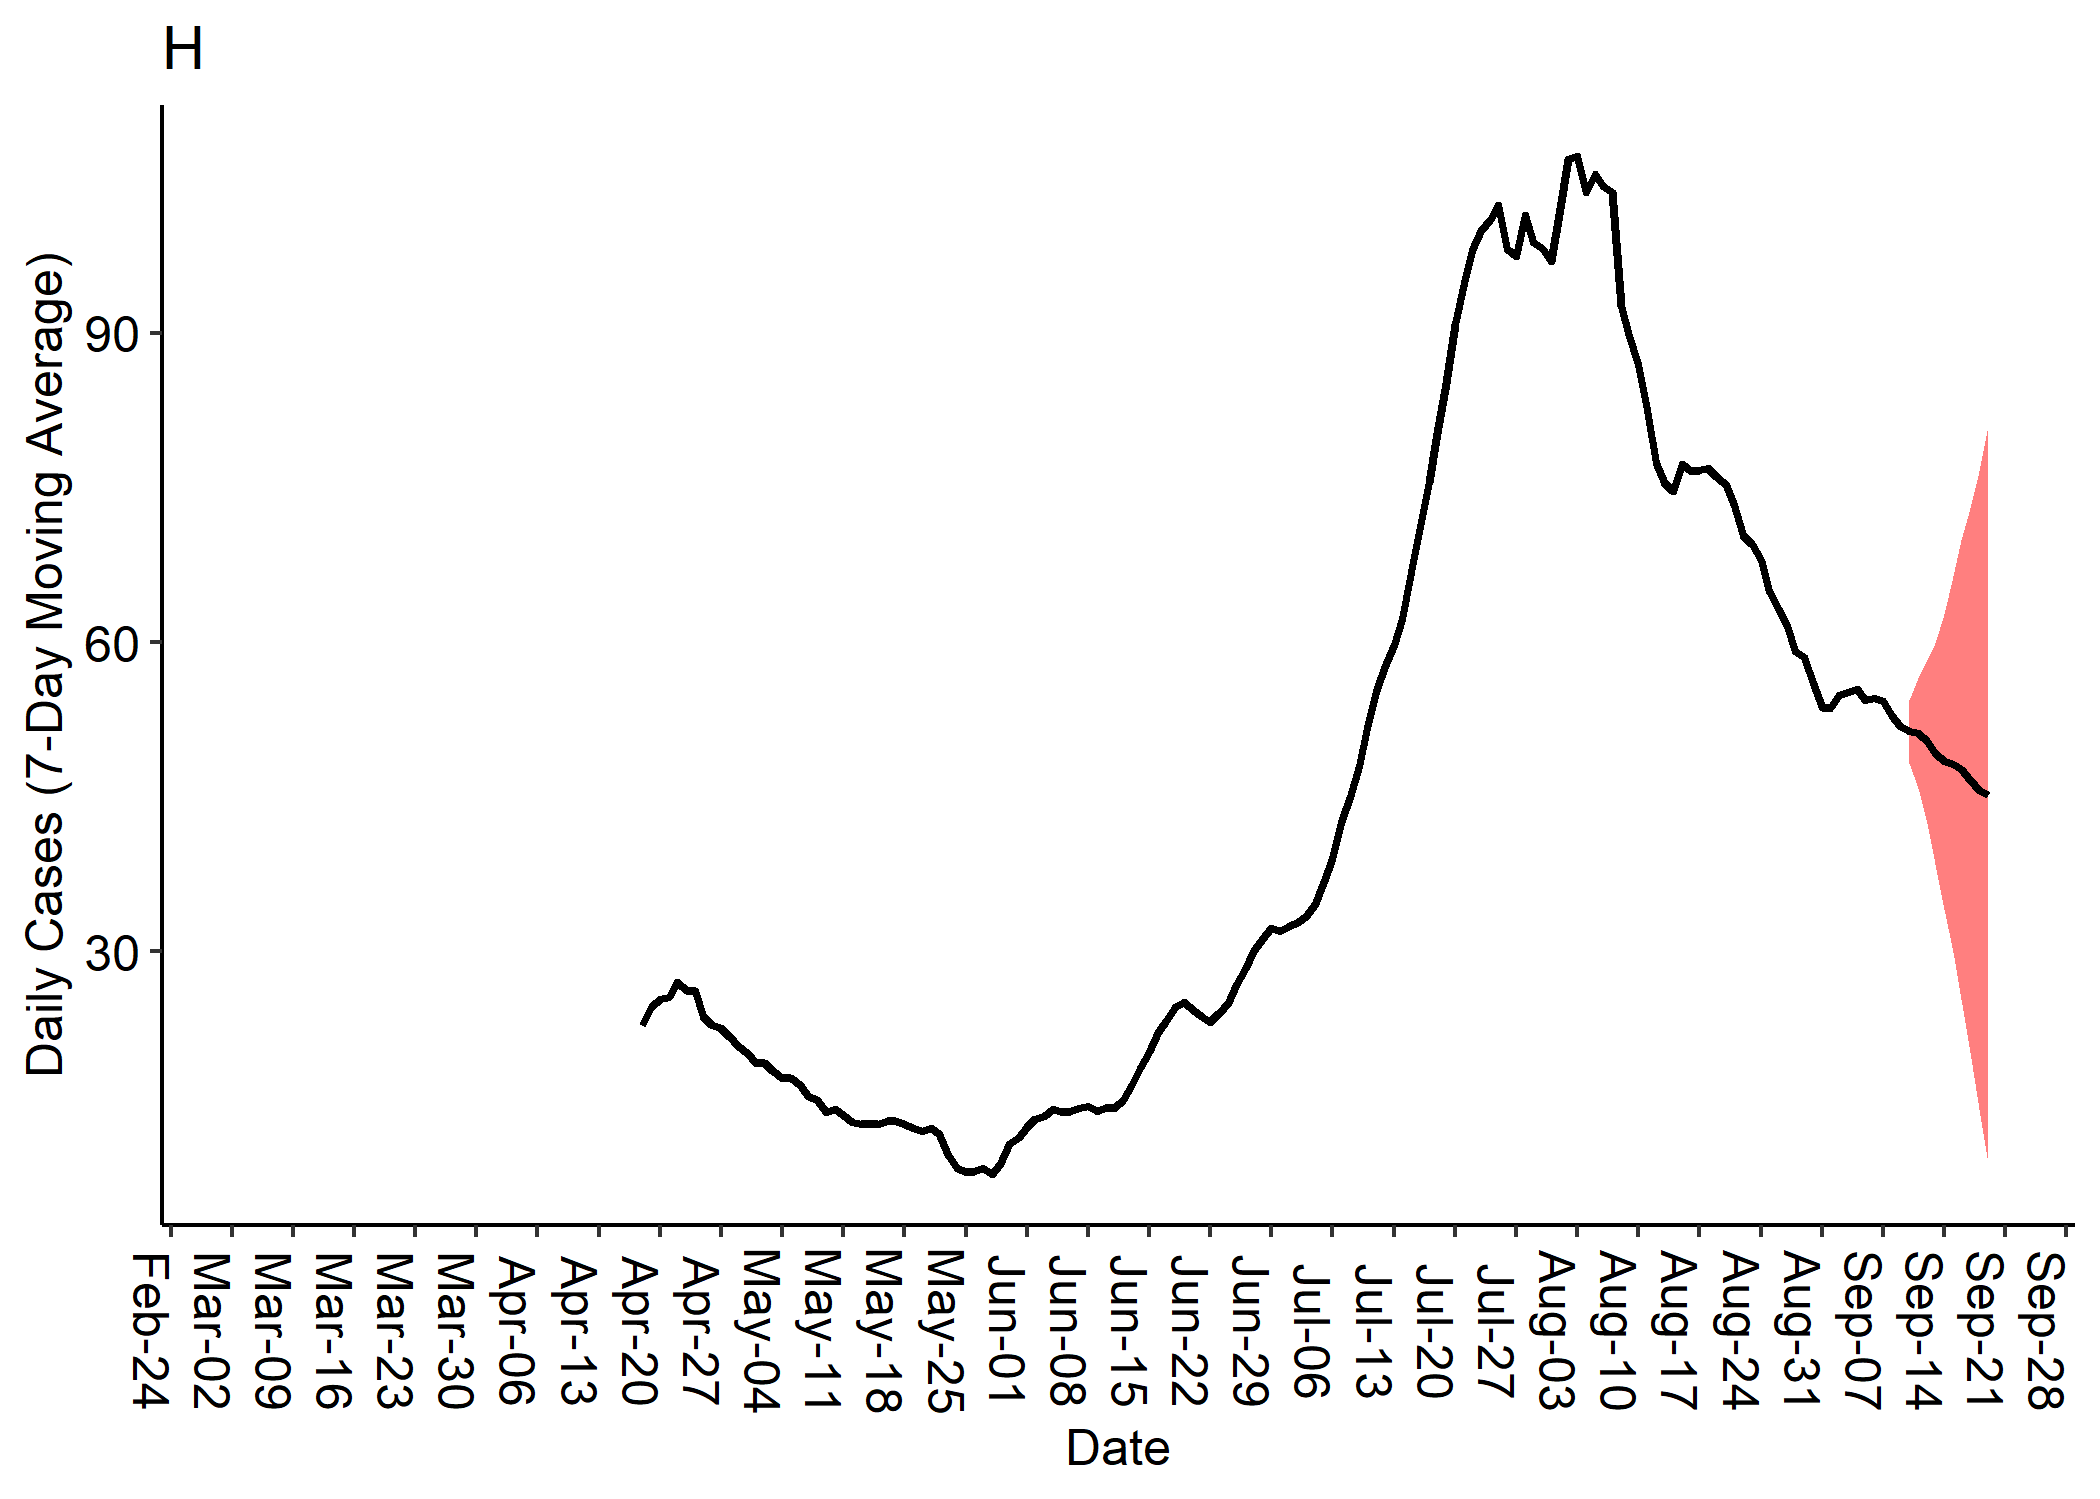 H
Daily Cases (7-Day Moving Average)
90
60
30
Feb-24
Mar-02
Mar-09
Mar-16
Mar-23
Mar-30
Apr-06
Apr-13
Apr-20
Apr-27
May-04
May-11
May-18
May-25
Jun-01
Jun-08
Jun-15
Jun-22
Jun-29
Jul-06
Jul-13
Jul-20
Jul-27
Aug-03
Aug-10
Aug-17
Aug-24
Aug-31
Sep-07
Sep-14
Sep-21
Sep-28
Date